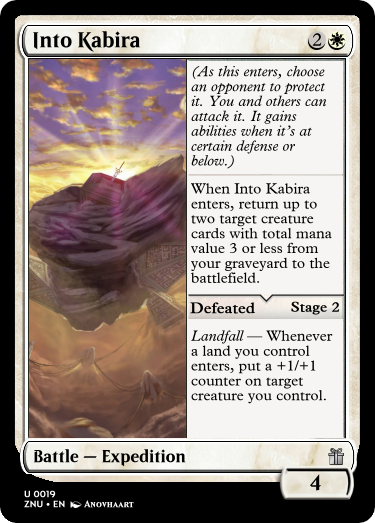 Into Kabira
2
(As this enters, choose
an opponent to protect
it. You and others can
attack it. It gains
abilities when it's at
certain defense or
below.)
When Into Kabira
enters, return up to
two target creature
cards with total mana
value 3 or less from
your graveyard to the
battlefield.
Defeated Stage 2
Landfall — Whenever
a land you control
enters, put a +1/+1
counter on target
creature you control.
Battle — Expedition
4
U 0019
ZNU • EN Anovhaart